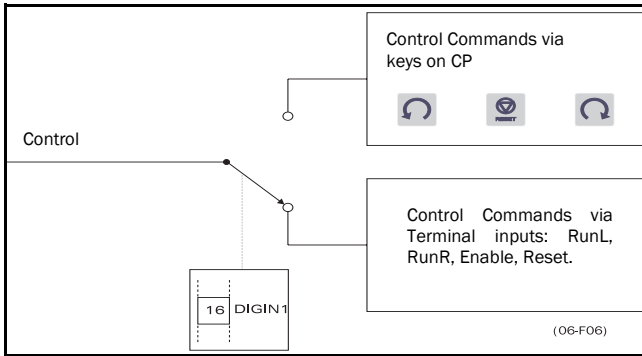 Control Commands via
keys on CP
RESET
Control
Control Commands via
Terminal inputs: RunL,
RunR, Enable, Reset.
16 DIGIN1
(06-F06)